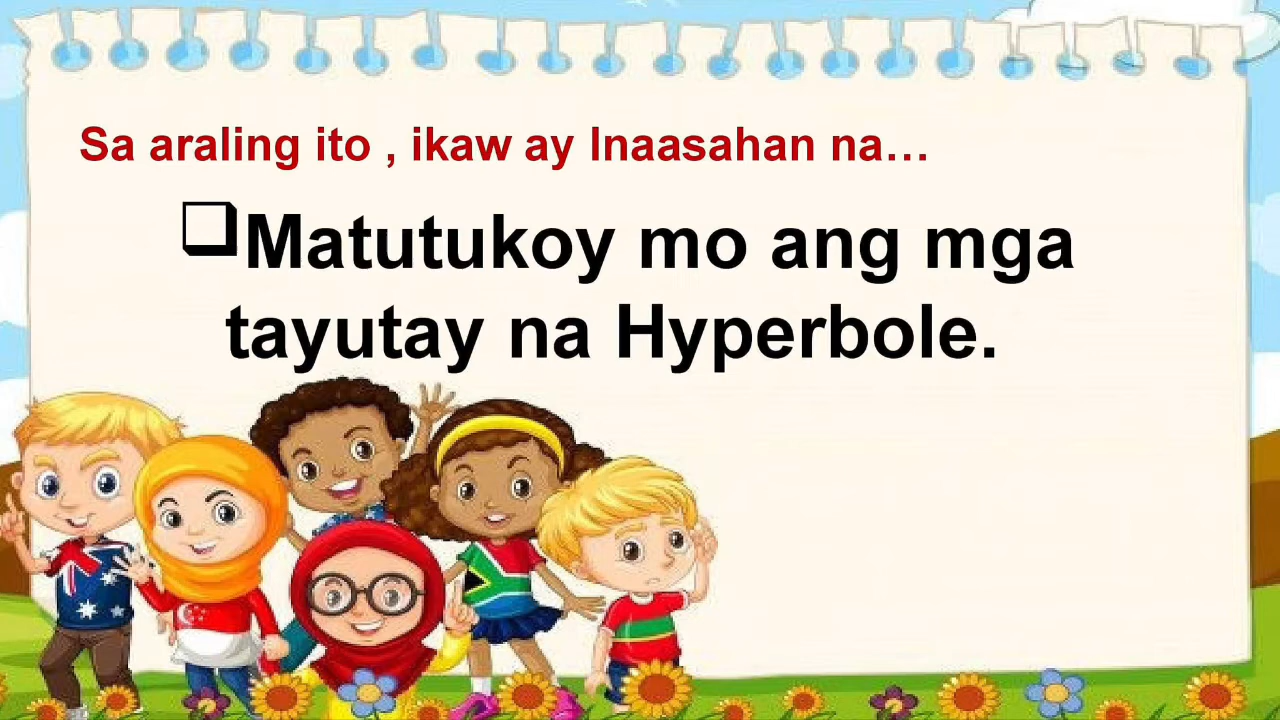 Sa araling ito , ikaw ay Inaasahan na…
❑Matutukoy mo ang mga
tayutay na Hyperbole.